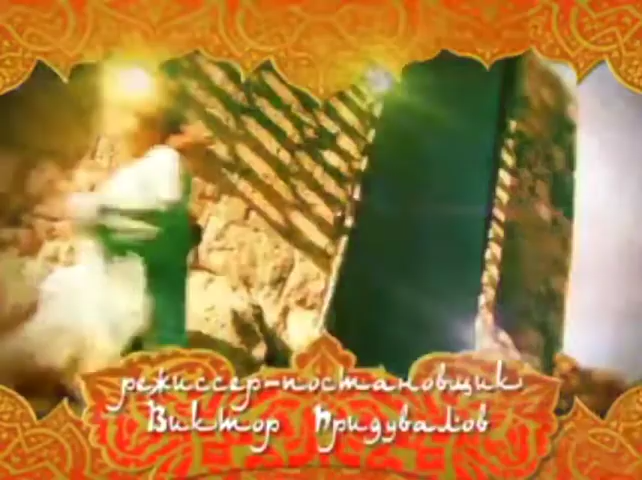 режиссер-постановщик
Виктор Придувалов